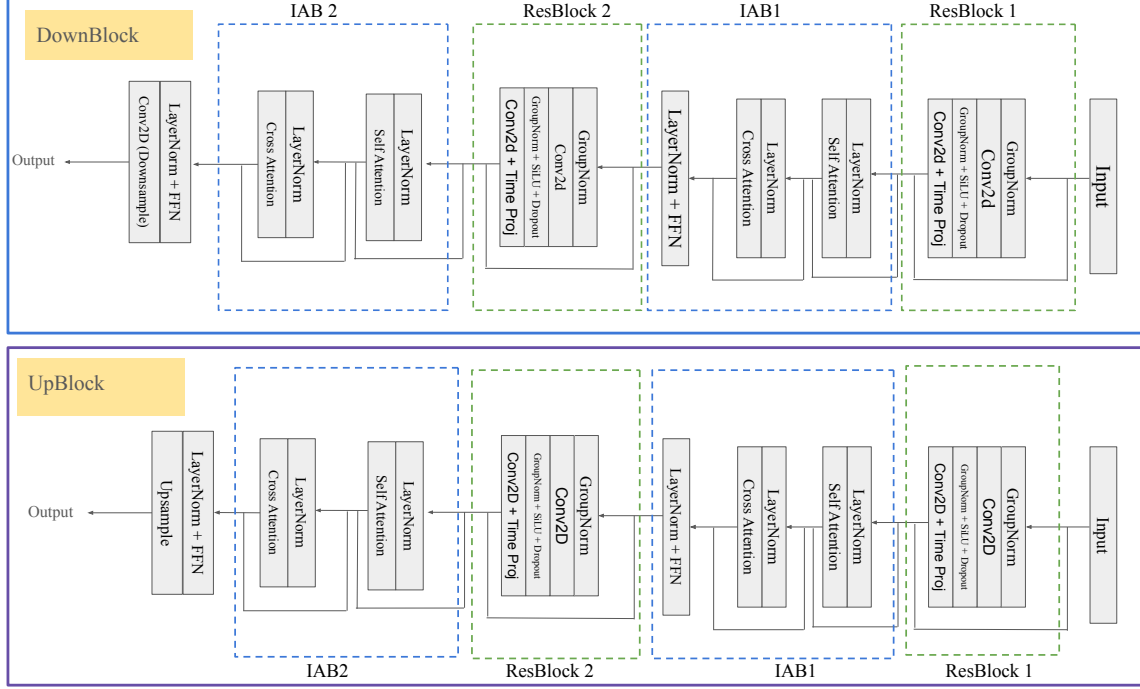 IAB 2
ResBlock 2
IAB1
ResBlock 1
DownBlock
Output
Conv2D (Downsample)
LayerNorm + FFN
Cross Attention
LayerNorm
Self Attention
LayerNorm
Conv2d + Time Proj
GroupNorm + SiLU + Dropout
Conv2d
GroupNorm
LayerNorm + FFN
Cross Attention
LayerNorm
Self Attention
LayerNorm
Conv2d + Time Proj
GroupNorm + SiLU + Dropout
Conv2d
GroupNorm
Input
UpBlock
Output
Upsample
LayerNorm + FFN
Cross Attention
LayerNorm
Self Attention
LayerNorm
Conv2D + Time Proj
GroupNorm + SiLU + Dropout
Conv2D
GroupNorm
LayerNorm + FFN
Cross Attention
LayerNorm
Self Attention
LayerNorm
Conv2D + Time Proj
GroupNorm + SiLU + Dropout
Conv2D
GroupNorm
Input
IAB2
ResBlock 2
IAB1
ResBlock 1